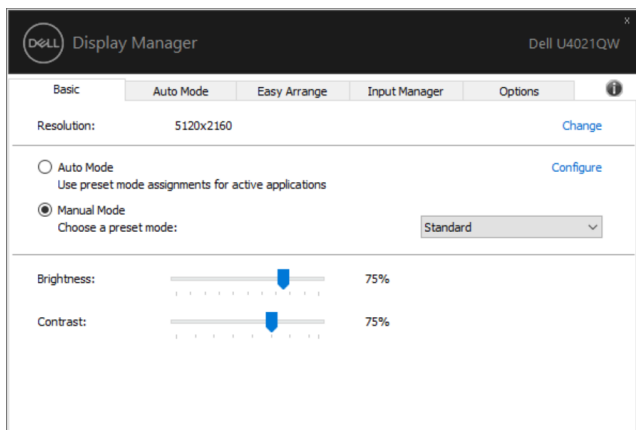 DELL Display Manager Dell U4021QW
x
Basic Auto Mode Easy Arrange Input Manager Options i
Resolution: 5120x2160 Change
Auto Mode Configure
Use preset mode assignments for active applications
Manual Mode
Choose a preset mode: Standard
Brightness: 75%
Contrast: 75%